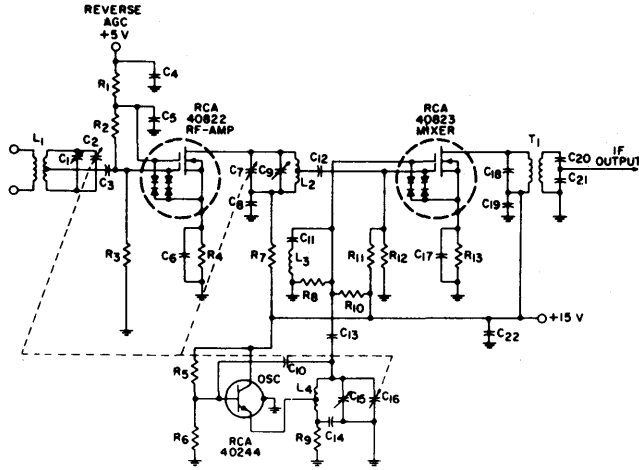 REVERSE
AGC
+5 V
C4
R1
C5
R2
RCA
40822
RF-AMP
RCA
40823
MIXER
T1
L1
C1
C2
C3
C7
C9
L2
C12
C18
C20
IF
OUTPUT
C21
C8
C19
R3
C6
R4
R7
C11
L3
R8
R11
R12
C17
R13
R10
+15 V
C13
C22
R5
C10
OSC
L4
C15
C16
R6
R9
C14
RCA
40244